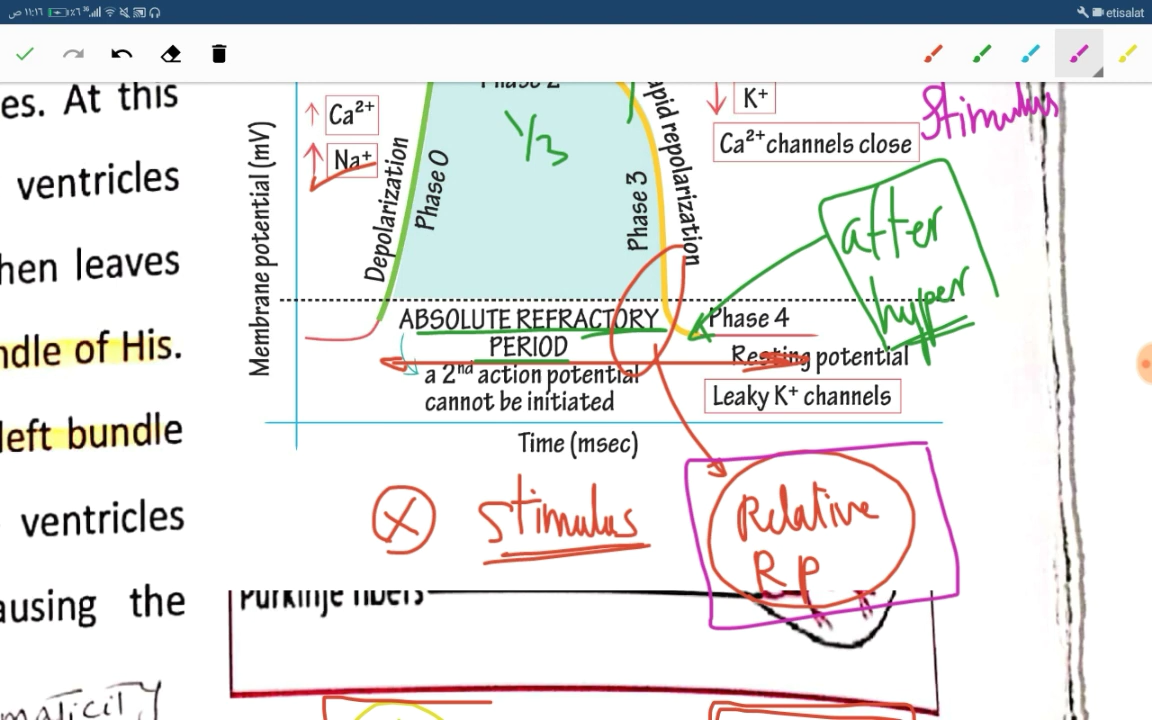 ١١:١٦ ص
etisalat
es. At this
ventricles
hen leaves
ndle of His.
left bundle
ventricles
ausing the
maticity
Membrane potential (mV)
↑ Ca²⁺
↑ Na⁺
Depolarization
Phase 0
Phase 2
1/3
Phase 3
apid repolarization
↓ K⁺
Ca²⁺ channels close
Stimulus
after
hyper
ABSOLUTE REFRACTORY
PERIOD
a 2nd action potential
cannot be initiated
Phase 4
Resting potential
Leaky K⁺ channels
Time (msec)
X stimulus
Relative
RP
Purkinje fibers